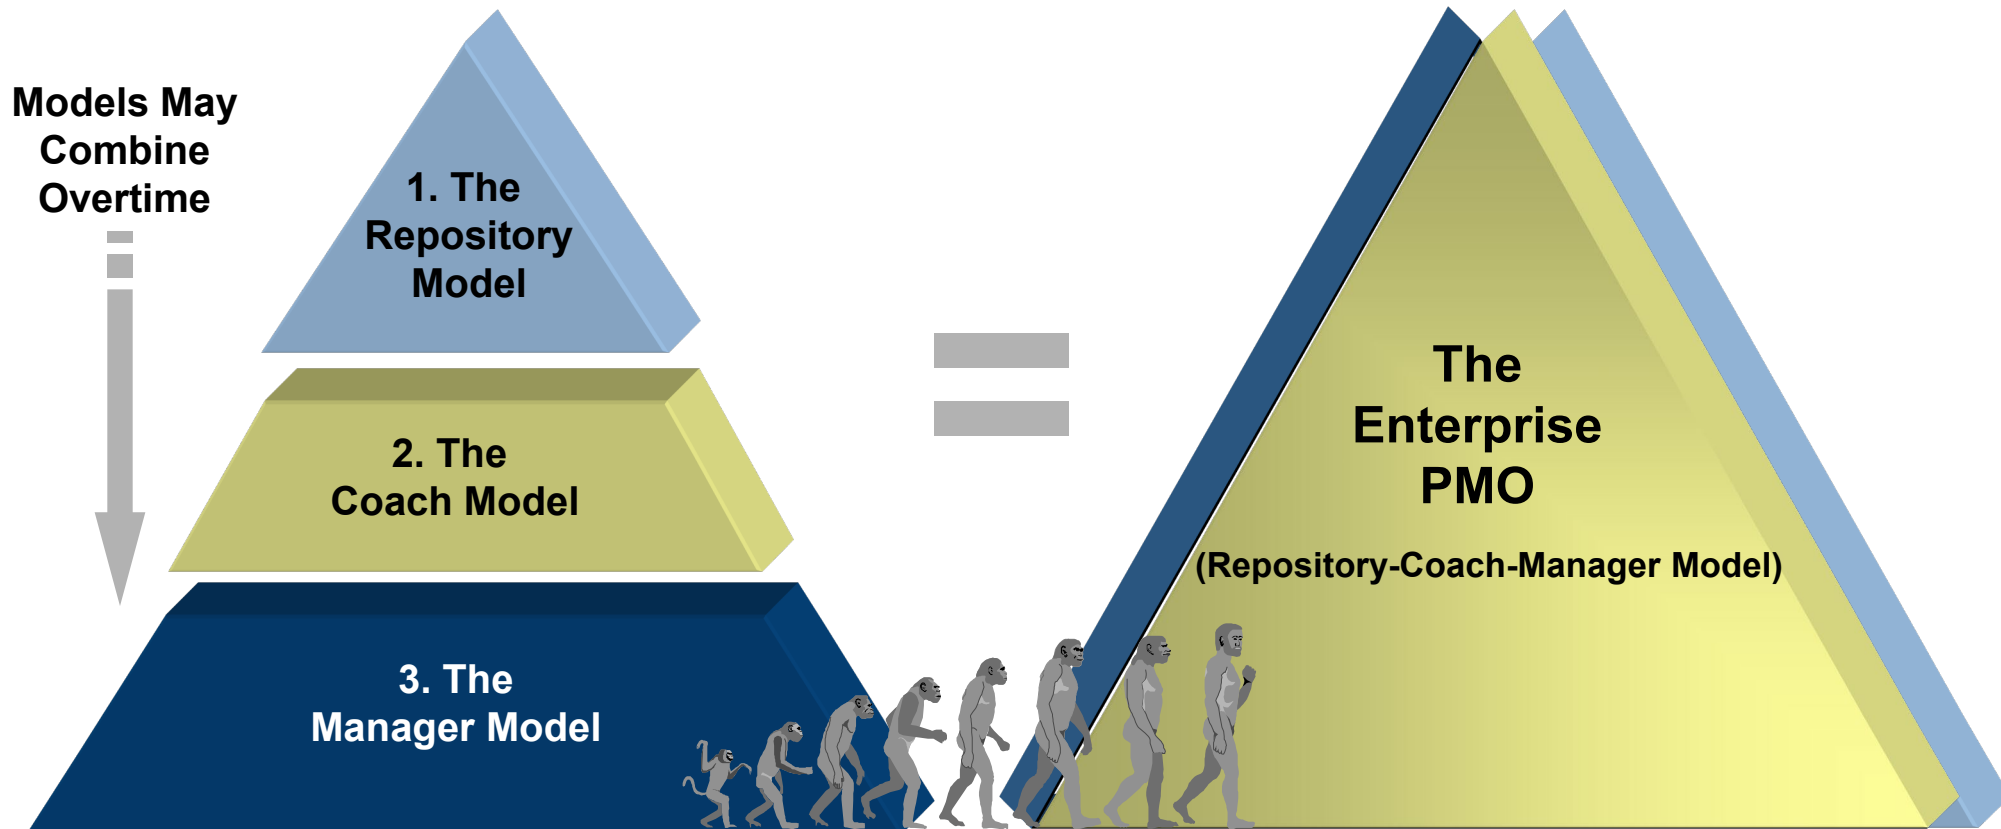 Models May
Combine
Overtime
1. The
Repository
Model
2. The
Coach Model
3. The
Manager Model
The
Enterprise
PMO
(Repository-Coach-Manager Model)